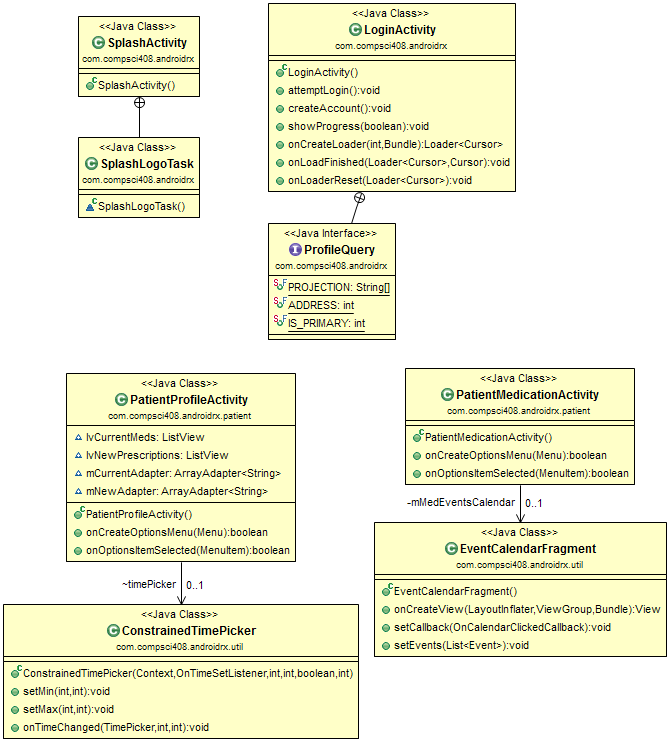 <<Java Class>>
SplashActivity
com.compsci408.androidrx
SplashActivity()
<<Java Class>>
SplashLogoTask
com.compsci408.androidrx
SplashLogoTask()
<<Java Class>>
LoginActivity
com.compsci408.androidrx
LoginActivity()
attemptLogin():void
createAccount():void
showProgress(boolean):void
onCreateLoader(int,Bundle):Loader<Cursor>
onLoadFinished(Loader<Cursor>,Cursor):void
onLoaderReset(Loader<Cursor>):void
<<Java Interface>>
ProfileQuery
com.compsci408.androidrx
PROJECTION: String[]
ADDRESS: int
IS_PRIMARY: int
<<Java Class>>
PatientProfileActivity
com.compsci408.androidrx.patient
lvCurrentMeds: ListView
lvNewPrescriptions: ListView
mCurrentAdapter: ArrayAdapter<String>
mNewAdapter: ArrayAdapter<String>
PatientProfileActivity()
onCreateOptionsMenu(Menu):boolean
onOptionsItemSelected(MenuItem):boolean
~timePicker 0..1
<<Java Class>>
ConstrainedTimePicker
com.compsci408.androidrx.util
ConstrainedTimePicker(Context,OnTimeSetListener,int,int,boolean,int)
setMin(int,int):void
setMax(int,int):void
onTimeChanged(TimePicker,int,int):void
<<Java Class>>
PatientMedicationActivity
com.compsci408.androidrx.patient
PatientMedicationActivity()
onCreateOptionsMenu(Menu):boolean
onOptionsItemSelected(MenuItem):boolean
-mMedEventsCalendar 0..1
<<Java Class>>
EventCalendarFragment
com.compsci408.androidrx.util
EventCalendarFragment()
onCreateView(LayoutInflater,ViewGroup,Bundle):View
setCallback(OnCalendarClickedCallback):void
setEvents(List<Event>):void